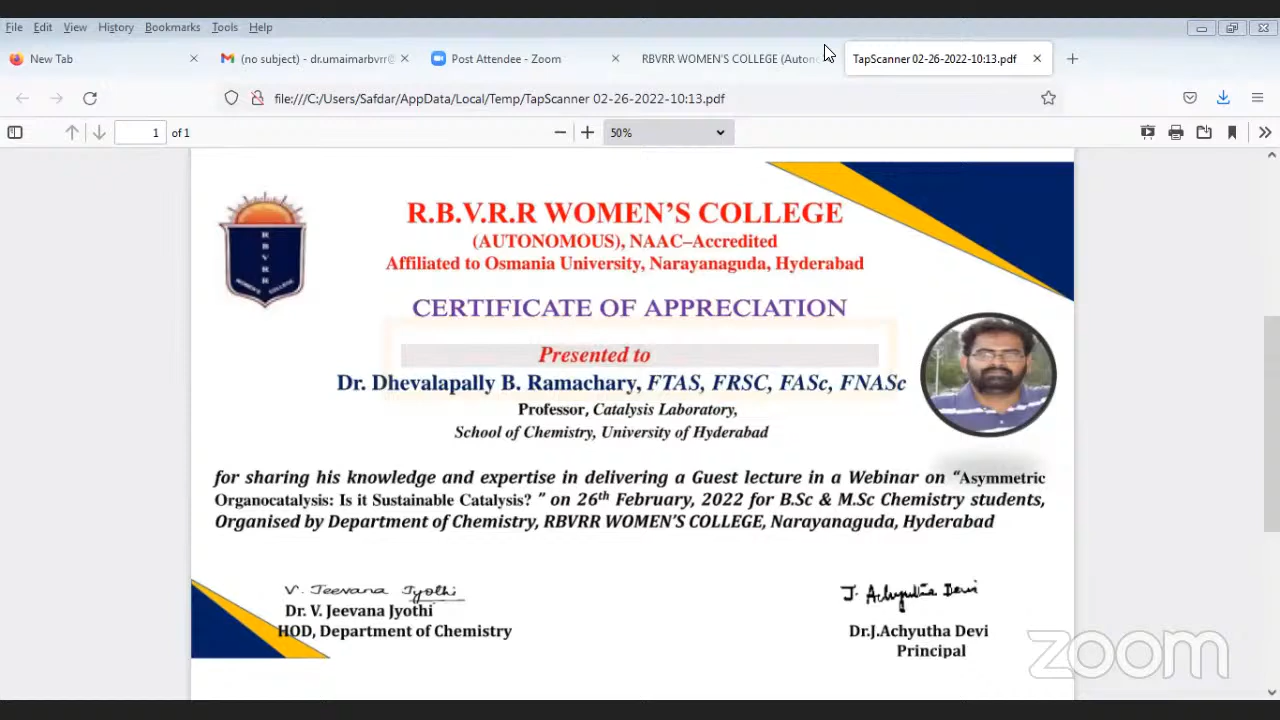 File Edit View History Bookmarks Tools Help
New Tab
(no subject) - dr.umaimarbvrr@
Post Attendee - Zoom
RBVRR WOMEN'S COLLEGE (Auton
TapScanner 02-26-2022-10:13.pdf
file:///C:/Users/Safdar/AppData/Local/Temp/TapScanner 02-26-2022-10:13.pdf
1 of 1
50%
R
B
V
R
R
WOMEN'S COLLEGE
R.B.V.R.R WOMEN'S COLLEGE
(AUTONOMOUS), NAAC–Accredited
Affiliated to Osmania University, Narayanaguda, Hyderabad
CERTIFICATE OF APPRECIATION
Presented to
Dr. Dhevalapally B. Ramachary, FTAS, FRSC, FASc, FNASc
Professor, Catalysis Laboratory,
School of Chemistry, University of Hyderabad
for sharing his knowledge and expertise in delivering a Guest lecture in a Webinar on “Asymmetric
Organocatalysis: Is it Sustainable Catalysis? ” on 26th February, 2022 for B.Sc & M.Sc Chemistry students,
Organised by Department of Chemistry, RBVRR WOMEN'S COLLEGE, Narayanaguda, Hyderabad
V. Jeevana Jyothi
Dr. V. Jeevana Jyothi
HOD, Department of Chemistry
J. Achyutha Devi
Dr.J.Achyutha Devi
Principal
zoom